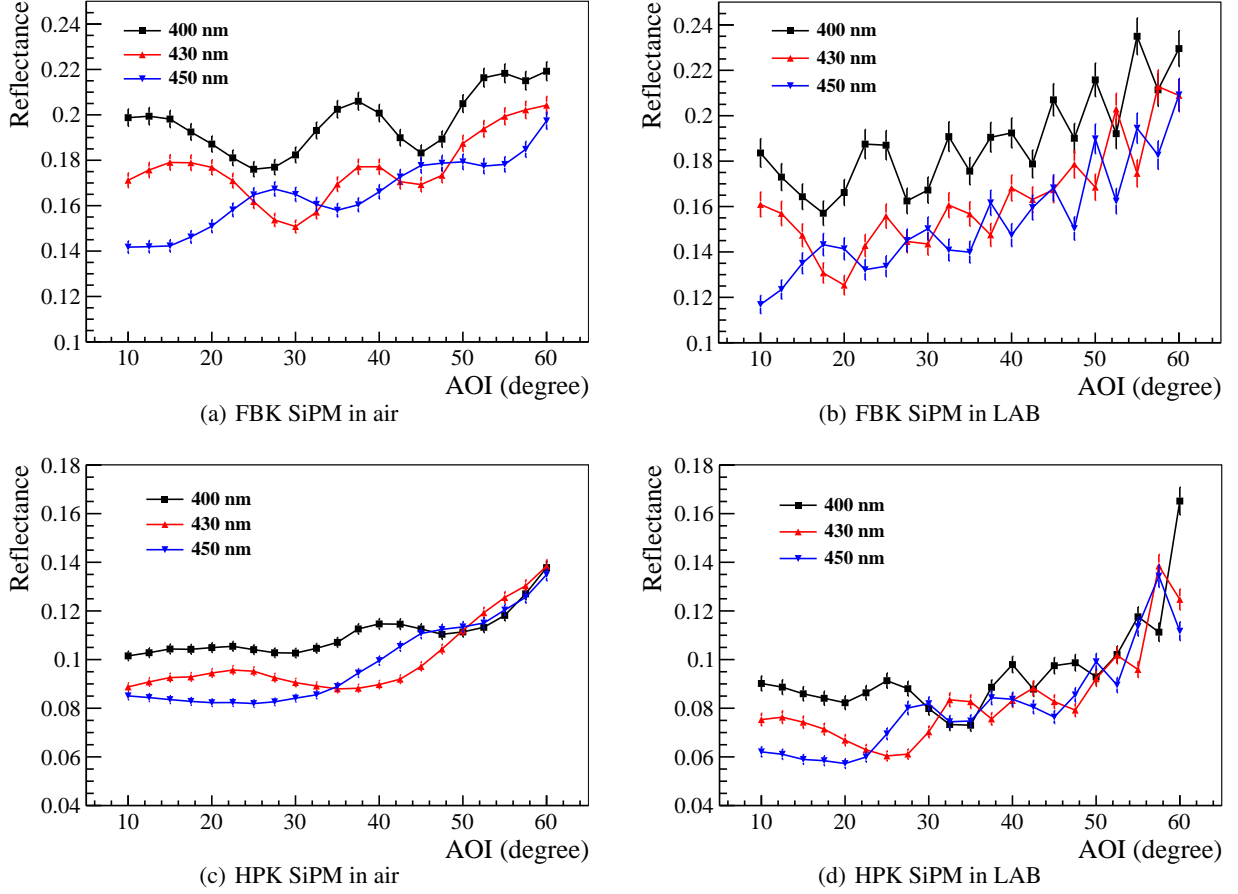 Reflectance
0.24
0.22
0.2
0.18
0.16
0.14
0.12
0.1
400 nm
430 nm
450 nm
10 20 30 40 50 60
AOI (degree)
(a) FBK SiPM in air
Reflectance
0.24
0.22
0.2
0.18
0.16
0.14
0.12
0.1
400 nm
430 nm
450 nm
10 20 30 40 50 60
AOI (degree)
(b) FBK SiPM in LAB
Reflectance
0.18
0.16
0.14
0.12
0.1
0.08
0.06
0.04
400 nm
430 nm
450 nm
10 20 30 40 50 60
AOI (degree)
(c) HPK SiPM in air
Reflectance
0.18
0.16
0.14
0.12
0.1
0.08
0.06
0.04
400 nm
430 nm
450 nm
10 20 30 40 50 60
AOI (degree)
(d) HPK SiPM in LAB